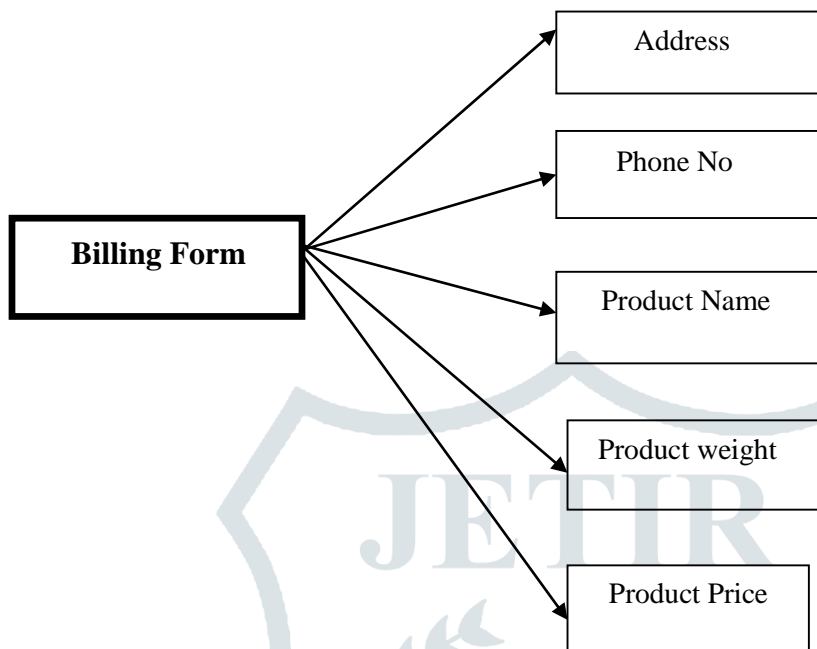 Address
Phone No
Billing Form
Product Name
Product weight
JETIR
Product Price